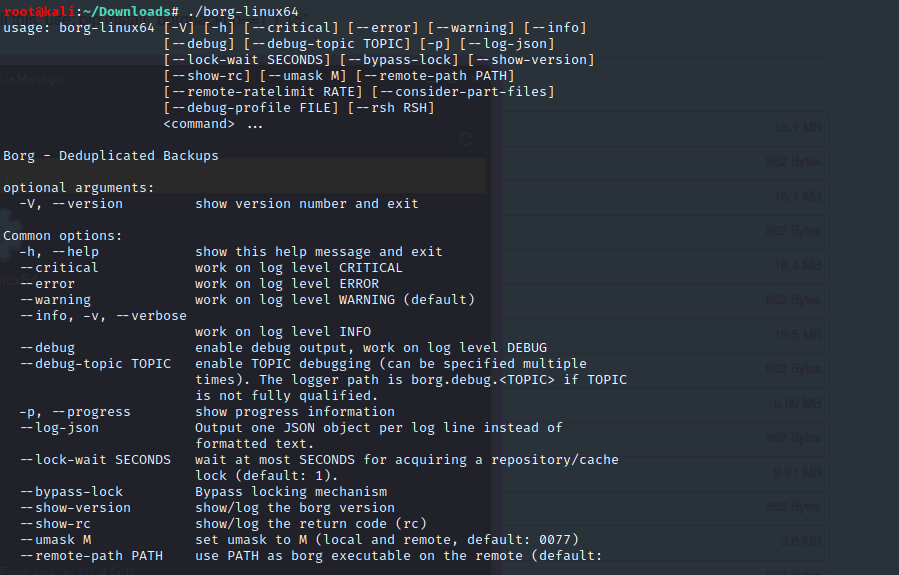 root@kali:~/Downloads# ./borg-linux64
usage: borg-linux64 [-V] [-h] [--critical] [--error] [--warning] [--info]
[--debug] [--debug-topic TOPIC] [-p] [--log-json]
[--lock-wait SECONDS] [--bypass-lock] [--show-version]
[--show-rc] [--umask M] [--remote-path PATH]
[--remote-ratelimit RATE] [--consider-part-files]
[--debug-profile FILE] [--rsh RSH]
<command> ...
Borg - Deduplicated Backups
optional arguments:
-V, --version show version number and exit
Common options:
-h, --help show this help message and exit
--critical work on log level CRITICAL
--error work on log level ERROR
--warning work on log level WARNING (default)
--info, -v, --verbose
work on log level INFO
--debug enable debug output, work on log level DEBUG
--debug-topic TOPIC enable TOPIC debugging (can be specified multiple
times). The logger path is borg.debug.<TOPIC> if TOPIC
is not fully qualified.
-p, --progress show progress information
--log-json Output one JSON object per log line instead of
formatted text.
--lock-wait SECONDS wait at most SECONDS for acquiring a repository/cache
lock (default: 1).
--bypass-lock Bypass locking mechanism
--show-version show/log the borg version
--show-rc show/log the return code (rc)
--umask M set umask to M (local and remote, default: 0077)
--remote-path PATH use PATH as borg executable on the remote (default: